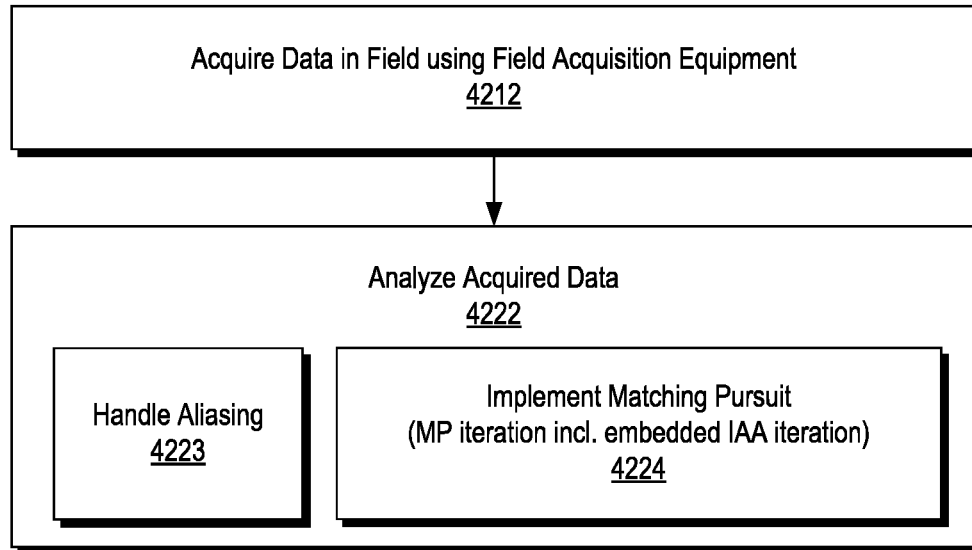 Acquire Data in Field using Field Acquisition Equipment
4212
Analyze Acquired Data
4222
Handle Aliasing
4223
Implement Matching Pursuit
(MP iteration incl. embedded IAA iteration)
4224